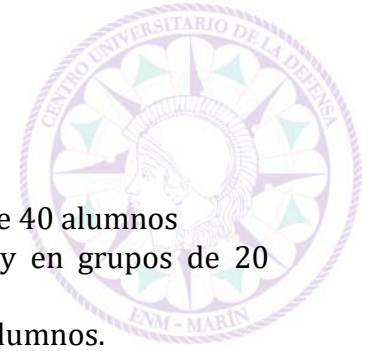 CENTRO UNIVERSITARIO DE LA DEFENSA
ENM - MARÍN
e 40 alumnos
y en grupos de 20
lumnos.